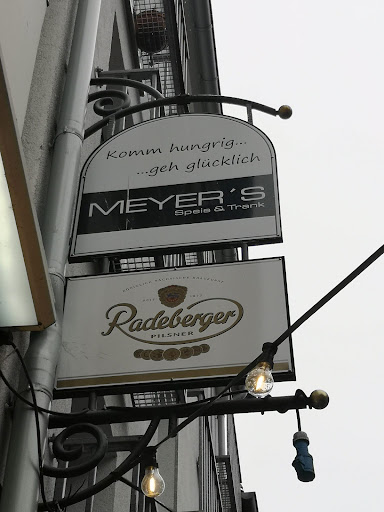 Komm hungrig...
...geh glücklich
MEYER´S
Speis & Trank
Radeberger
PILSNER